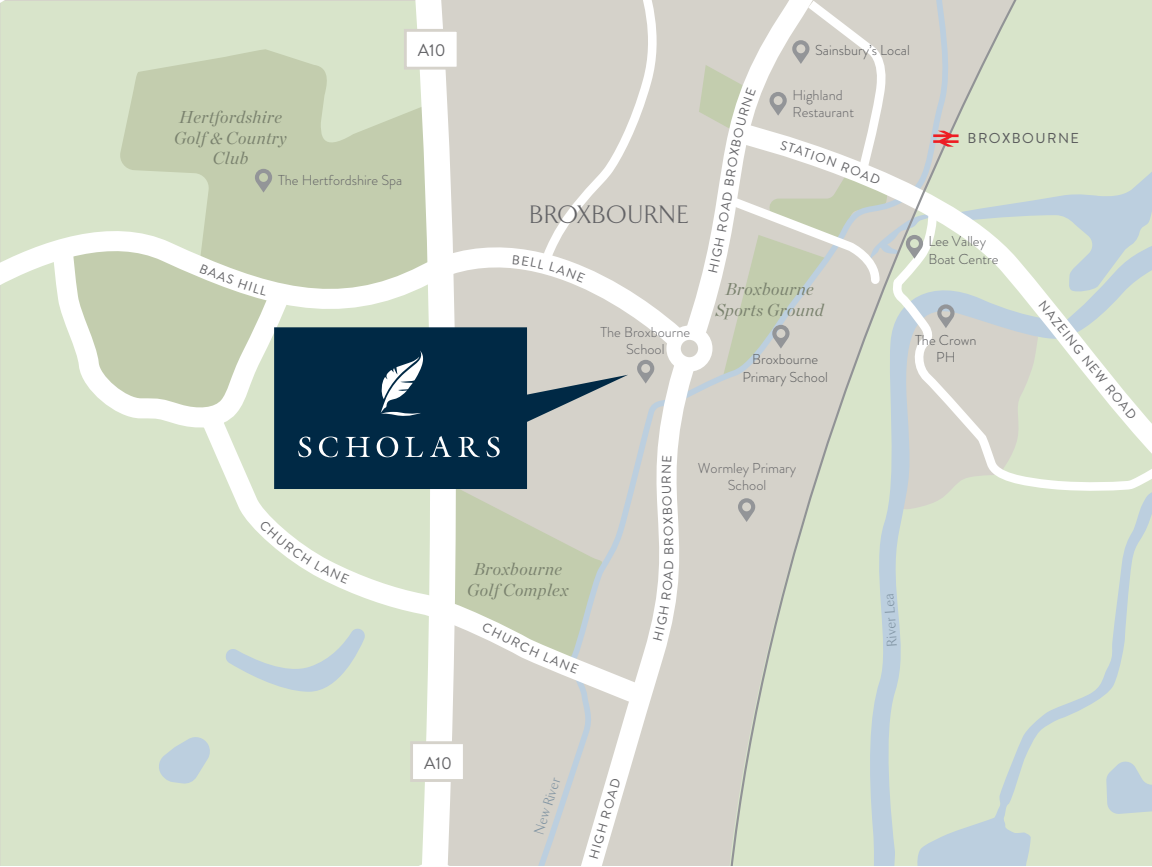 A10
Sainsbury's Local
Highland
Restaurant
Hertfordshire
Golf & Country
Club
The Hertfordshire Spa
BROXBOURNE
STATION ROAD
HIGH ROAD BROXBOURNE
BROXBOURNE
Lee Valley
Boat Centre
BAAS HILL
BELL LANE
Broxbourne
Sports Ground
The Broxbourne
School
Broxbourne
Primary School
The Crown
PH
NAZEING NEW ROAD
SCHOLARS
Wormley Primary
School
HIGH ROAD BROXBOURNE
CHURCH LANE
Broxbourne
Golf Complex
CHURCH LANE
River Lea
A10
New River
HIGH ROAD